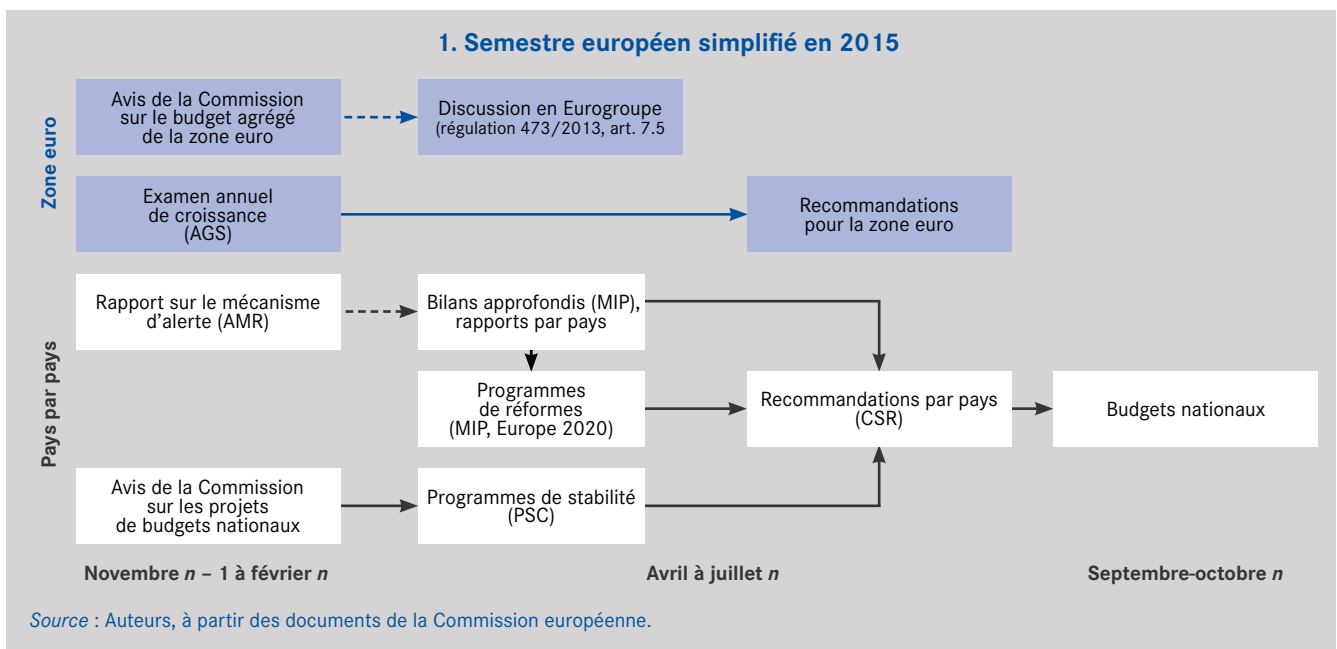 1. Semestre européen simplifié en 2015
Zone euro
Avis de la Commission
sur le budget agrégé
de la zone euro
Discussion en Eurogroupe
(régulation 473/2013, art. 7.5
Examen annuel
de croissance
(AGS)
Recommandations
pour la zone euro
Pays par pays
Rapport sur le mécanisme
d'alerte (AMR)
Bilans approfondis (MIP),
rapports par pays
Programmes
de réformes
(MIP, Europe 2020)
Recommandations par pays
(CSR)
Budgets nationaux
Avis de la Commission
sur les projets
de budgets nationaux
Programmes de stabilité
(PSC)
Novembre n – 1 à février n
Avril à juillet n
Septembre-octobre n
Source : Auteurs, à partir des documents de la Commission européenne.